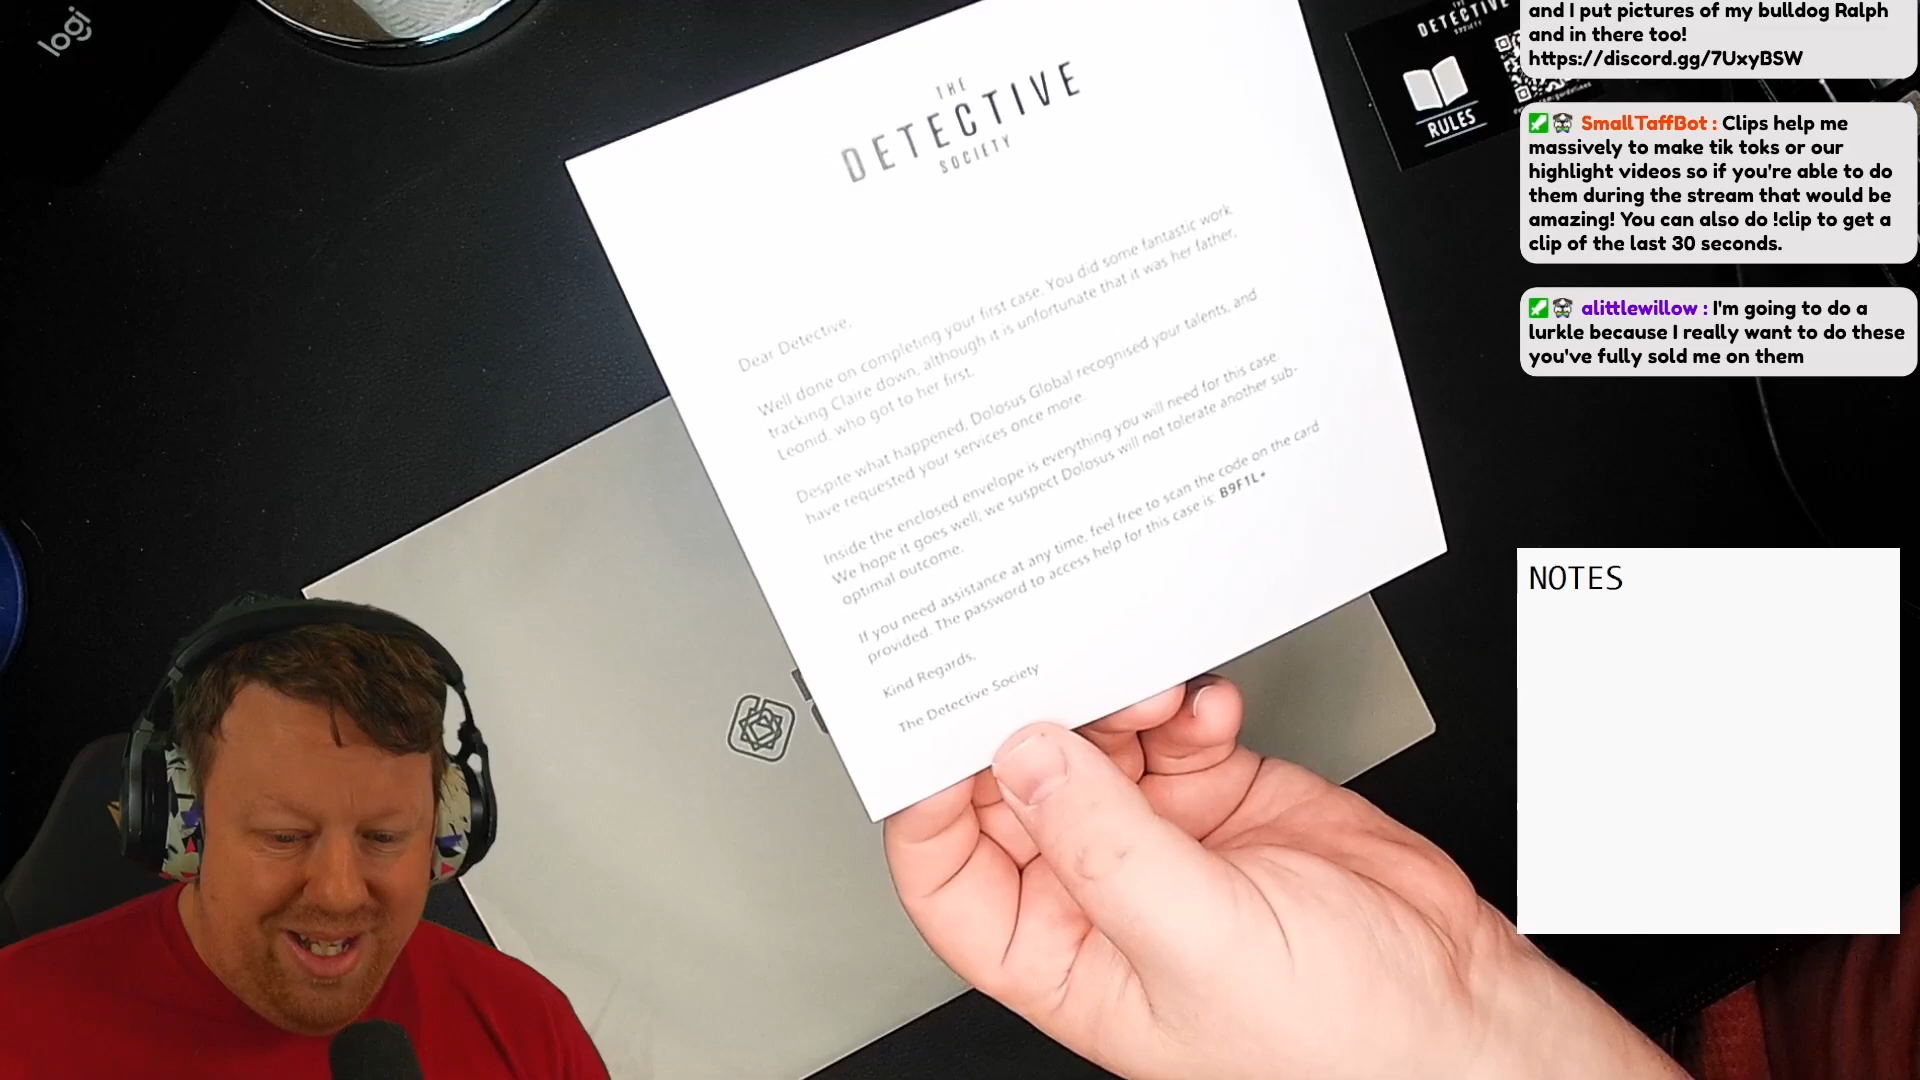 logi
THE
DETECTIVE
SOCIETY
Dear Detective,
Well done on completing your first case. You did some fantastic work
tracking Claire down, although it is unfortunate that it was her father,
Leonid, who got to her first.
Despite what happened, Dolosus Global recognised your talents, and
have requested your services once more.
Inside the enclosed envelope is everything you will need for this case.
We hope it goes well; we suspect Dolosus will not tolerate another sub-
optimal outcome.
If you need assistance at any time, feel free to scan the code on the card
provided. The password to access help for this case is: B9F1L*
Kind Regards,
The Detective Society
THE
DETECTIVE
SOCIETY
RULES
and I put pictures of my bulldog Ralph
and in there too!
https://discord.gg/7UxyBSW
SmallTaffBot : Clips help me
massively to make tik toks or our
highlight videos so if you're able to do
them during the stream that would be
amazing! You can also do !clip to get a
clip of the last 30 seconds.
alittlewillow : I'm going to do a
lurkle because I really want to do these
you've fully sold me on them
NOTES